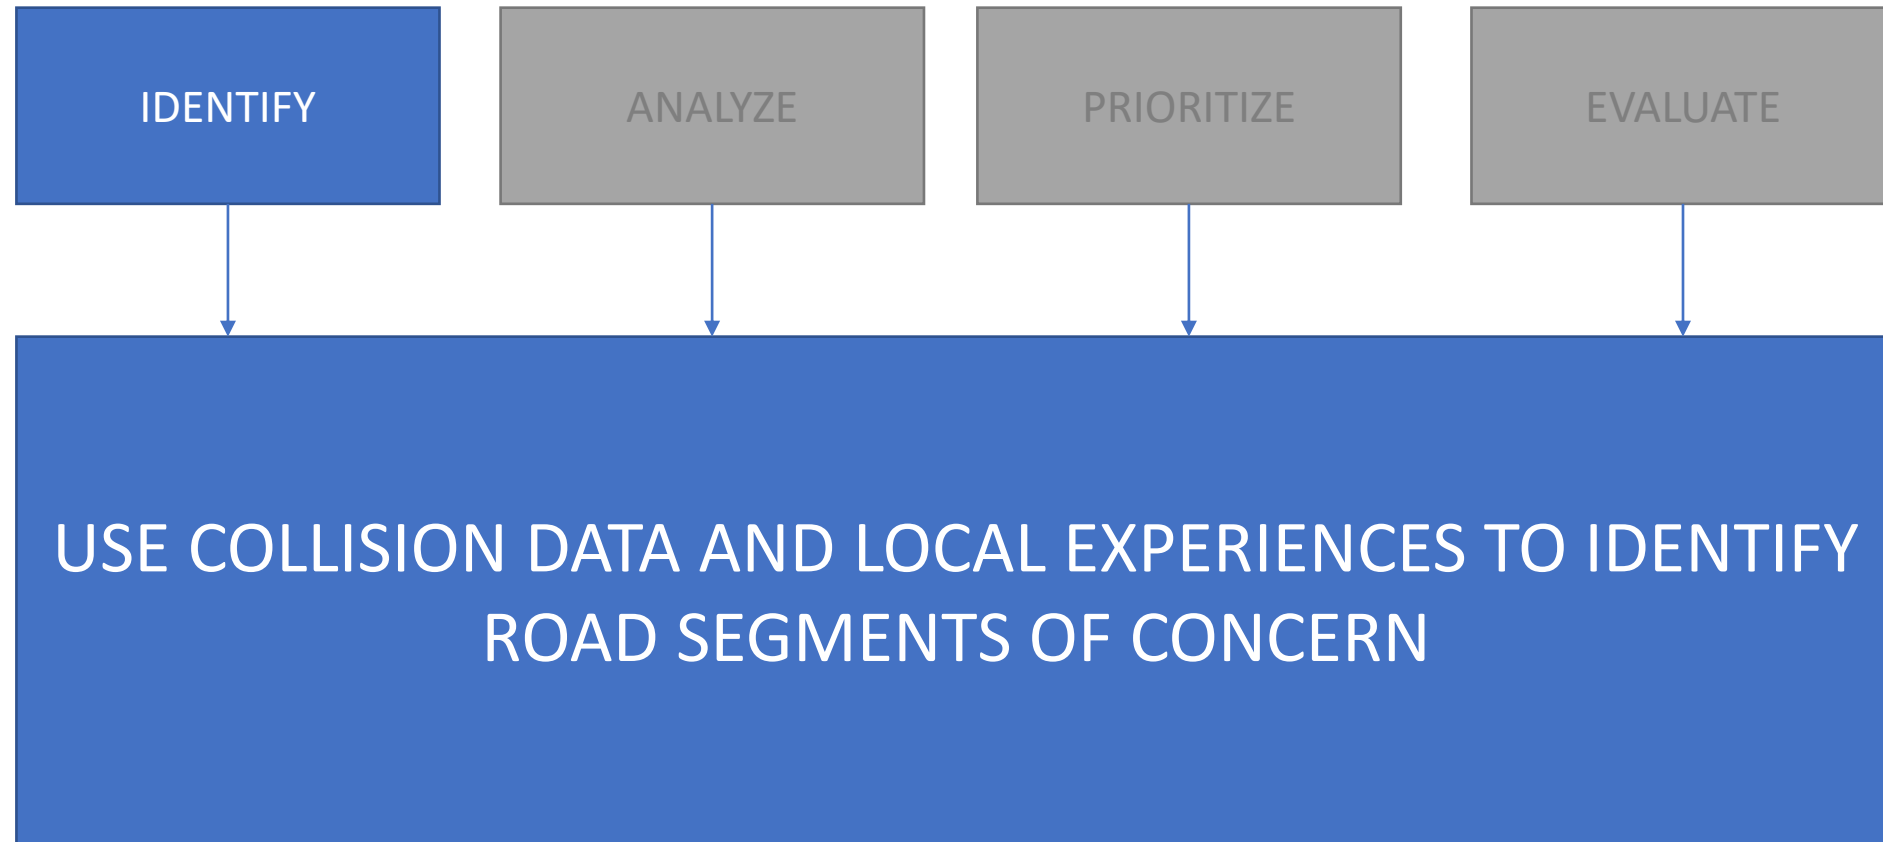 IDENTIFY
ANALYZE
PRIORITIZE
EVALUATE
USE COLLISION DATA AND LOCAL EXPERIENCES TO IDENTIFY
ROAD SEGMENTS OF CONCERN